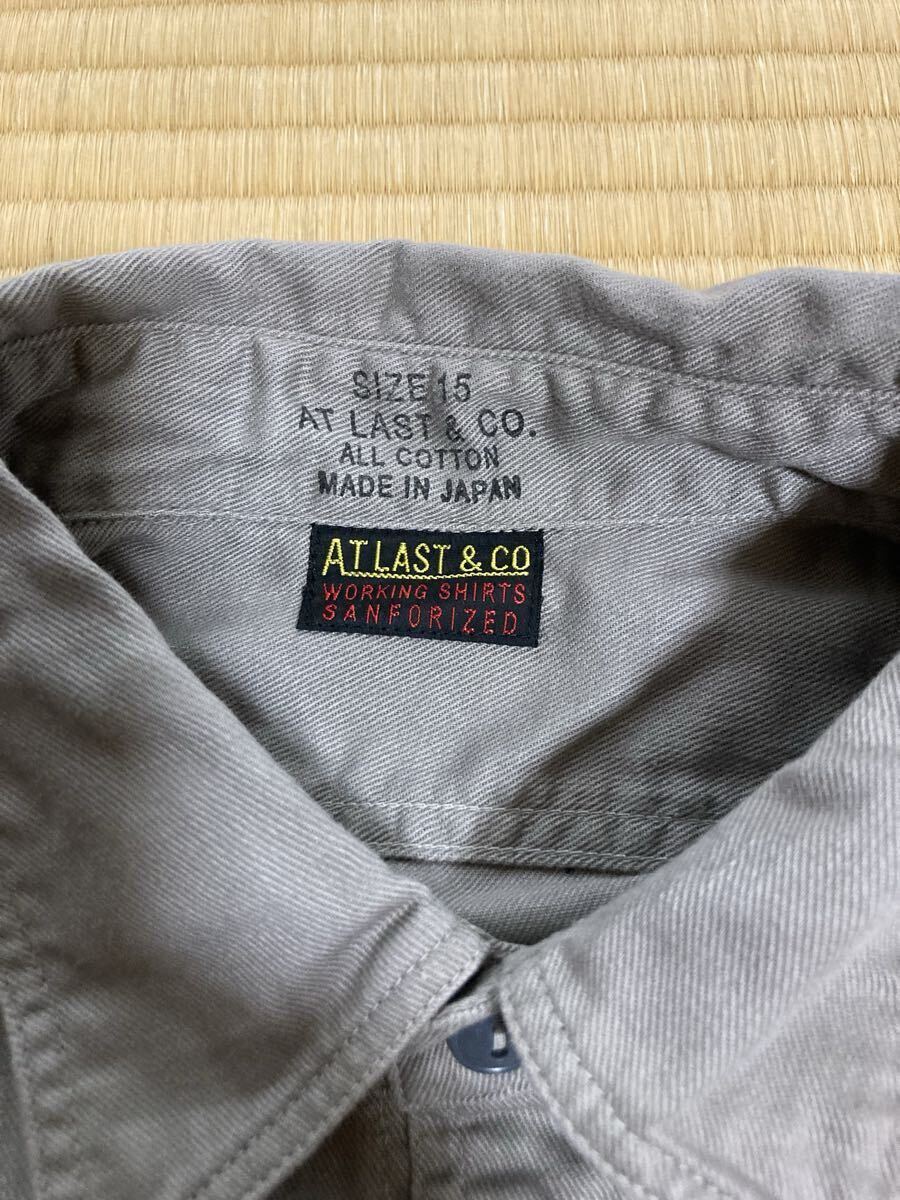 SIZE 15
AT LAST & CO.
ALL COTTON
MADE IN JAPAN
AT LAST & CO
WORKING SHIRTS
SANFORIZED